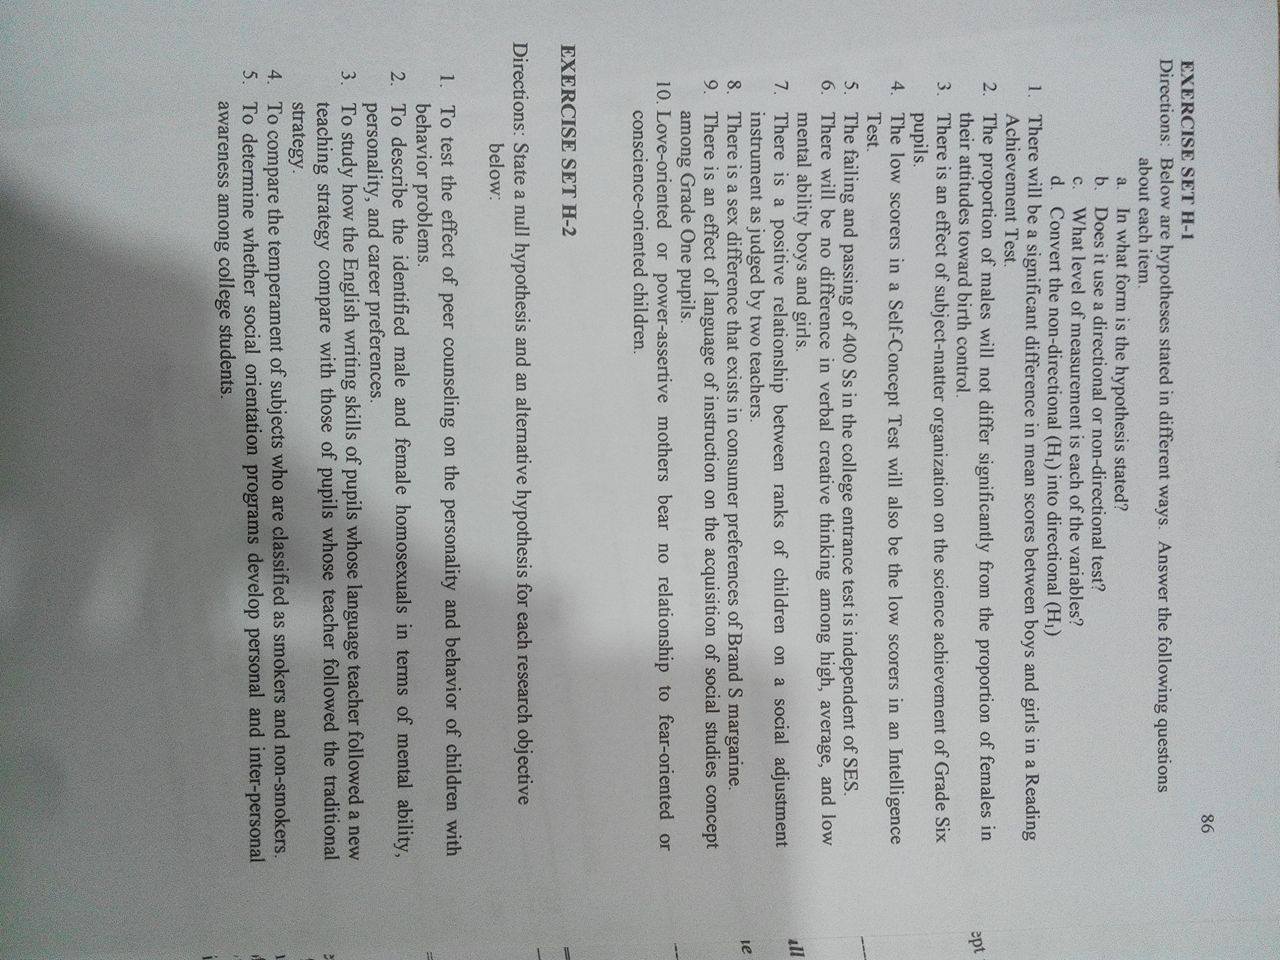 86
EXERCISE SET H-1
Directions: Below are hypotheses stated in different ways. Answer the following questions
about each item.
a. In what form is the hypothesis stated?
b. Does it use a directional or non-directional test?
c. What level of measurement is each of the variables?
d. Convert the non-directional (H₁) into directional (H₁)
1. There will be a significant difference in mean scores between boys and girls in a Reading
Achievement Test.
2. The proportion of males will not differ significantly from the proportion of females in
their attitudes toward birth control.
3. There is an effect of subject-matter organization on the science achievement of Grade Six
pupils.
4. The low scorers in a Self-Concept Test will also be the low scorers in an Intelligence
Test.
5. The failing and passing of 400 Ss in the college entrance test is independent of SES.
6. There will be no difference in verbal creative thinking among high, average, and low
mental ability boys and girls.
7. There is a positive relationship between ranks of children on a social adjustment
instrument as judged by two teachers.
8. There is a sex difference that exists in consumer preferences of Brand S margarine.
9. There is an effect of language of instruction on the acquisition of social studies concept
among Grade One pupils.
10. Love-oriented or power-assertive mothers bear no relationship to fear-oriented or
conscience-oriented children.
EXERCISE SET H-2
Directions: State a null hypothesis and an alternative hypothesis for each research objective
below:
1. To test the effect of peer counseling on the personality and behavior of children with
behavior problems.
2. To describe the identified male and female homosexuals in terms of mental ability,
personality, and career preferences.
3. To study how the English writing skills of pupils whose language teacher followed a new
teaching strategy compare with those of pupils whose teacher followed the traditional
strategy.
4. To compare the temperament of subjects who are classified as smokers and non-smokers.
5. To determine whether social orientation programs develop personal and inter-personal
awareness among college students.